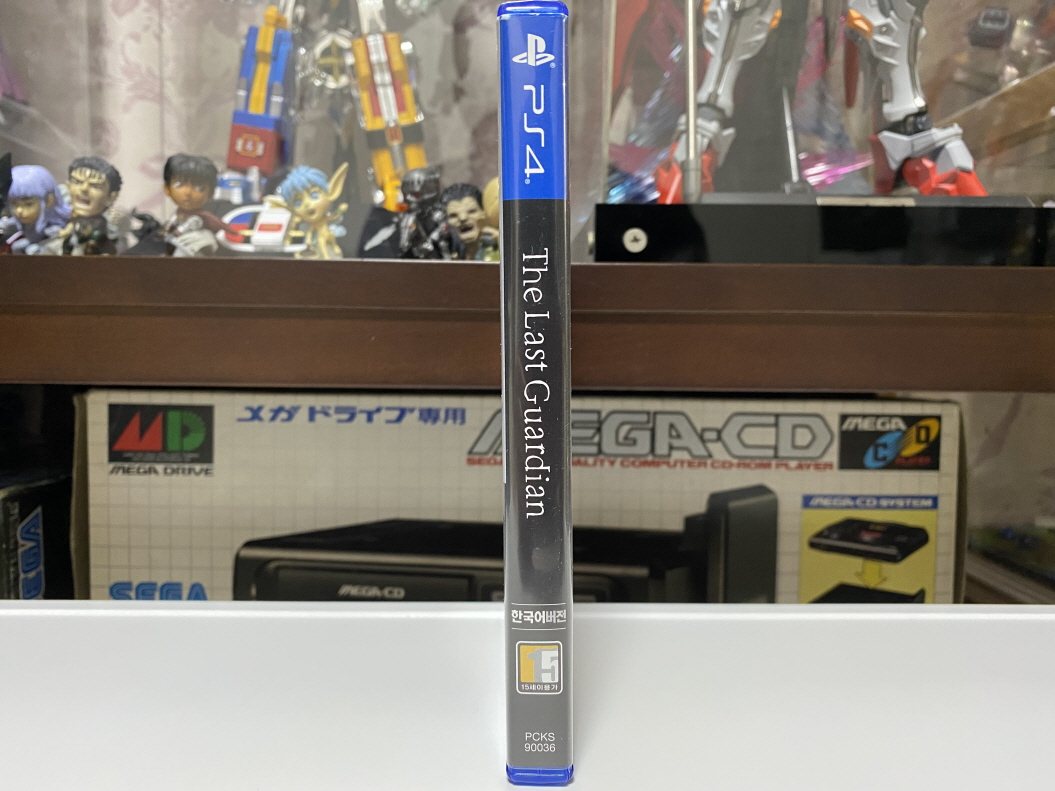 PS4
The Last Guardian
한국어버전
15
15세이용가
PCKS
90036
MD
MEGA DRIVE
メガドライブ専用
MEGA-CD
MEGA
CD
MEGA-CD SYSTEM
MEGA-CD
SEGA
SEGA